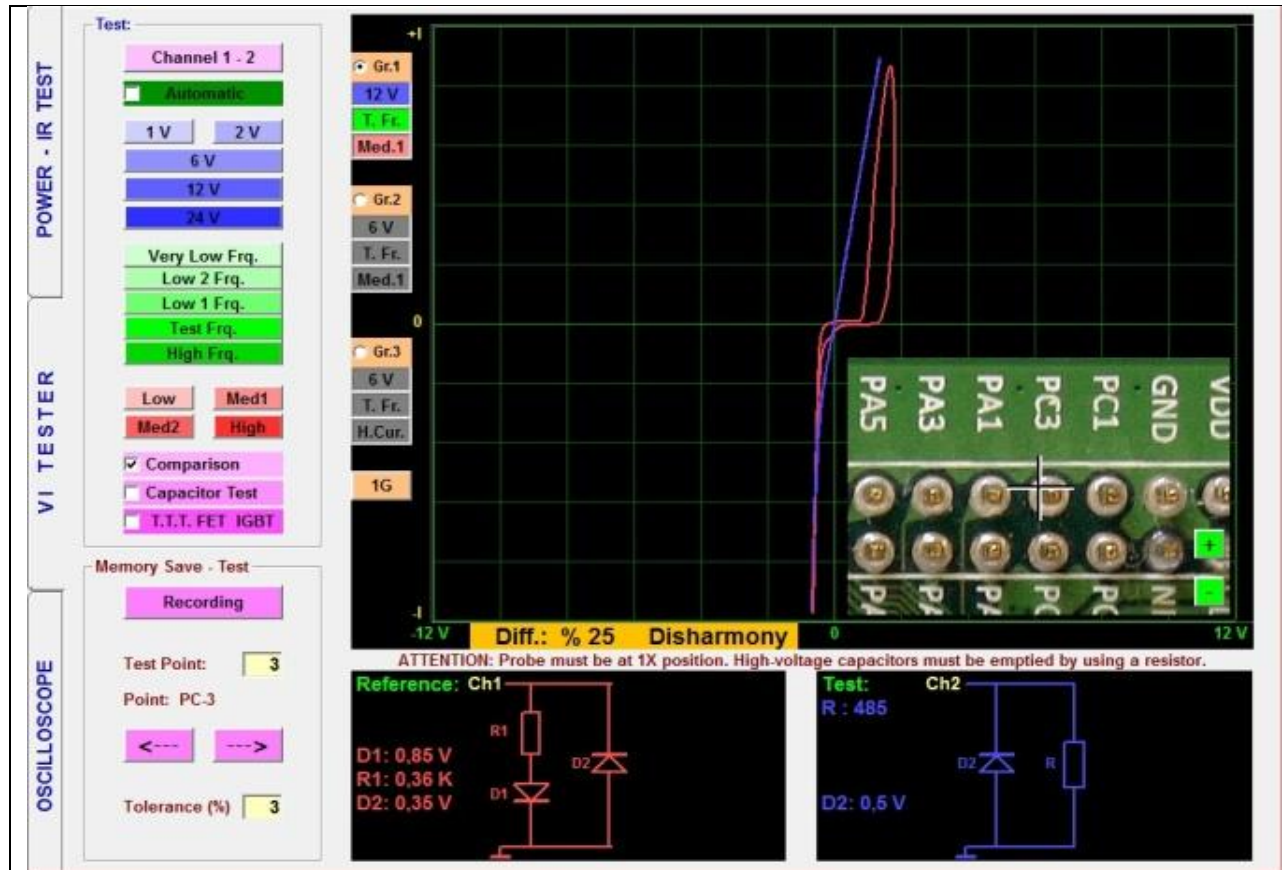 POWER - IR TEST
VI TESTER
OSCILLOSCOPE
Test:
Channel 1 - 2
Automatic
1 V
2 V
6 V
12 V
24 V
Very Low Frq.
Low 2 Frq.
Low 1 Frq.
Test Frq.
High Frq.
Low
Med1
Med2
High
Comparison
Capacitor Test
T.T.T. FET IGBT
Memory Save - Test
Recording
Test Point: 3
Point: PC-3
<---
--->
Tolerance (%) 3
Gr.1
12 V
T. Fr.
Med.1
Gr.2
6 V
T. Fr.
Med.1
Gr.3
6 V
T. Fr.
H.Cur.
1G
+I
0
-I
-12 V
0
12 V
PA5
PA3
PA1
PC3
PC1
GND
VDD
+
-
Diff.: % 25 Disharmony
ATTENTION: Probe must be at 1X position. High-voltage capacitors must be emptied by using a resistor.
Reference: Ch1
R1
D2
D1
D1: 0,85 V
R1: 0,36 K
D2: 0,35 V
Test: Ch2
R : 485
D2
R
D2: 0,5 V